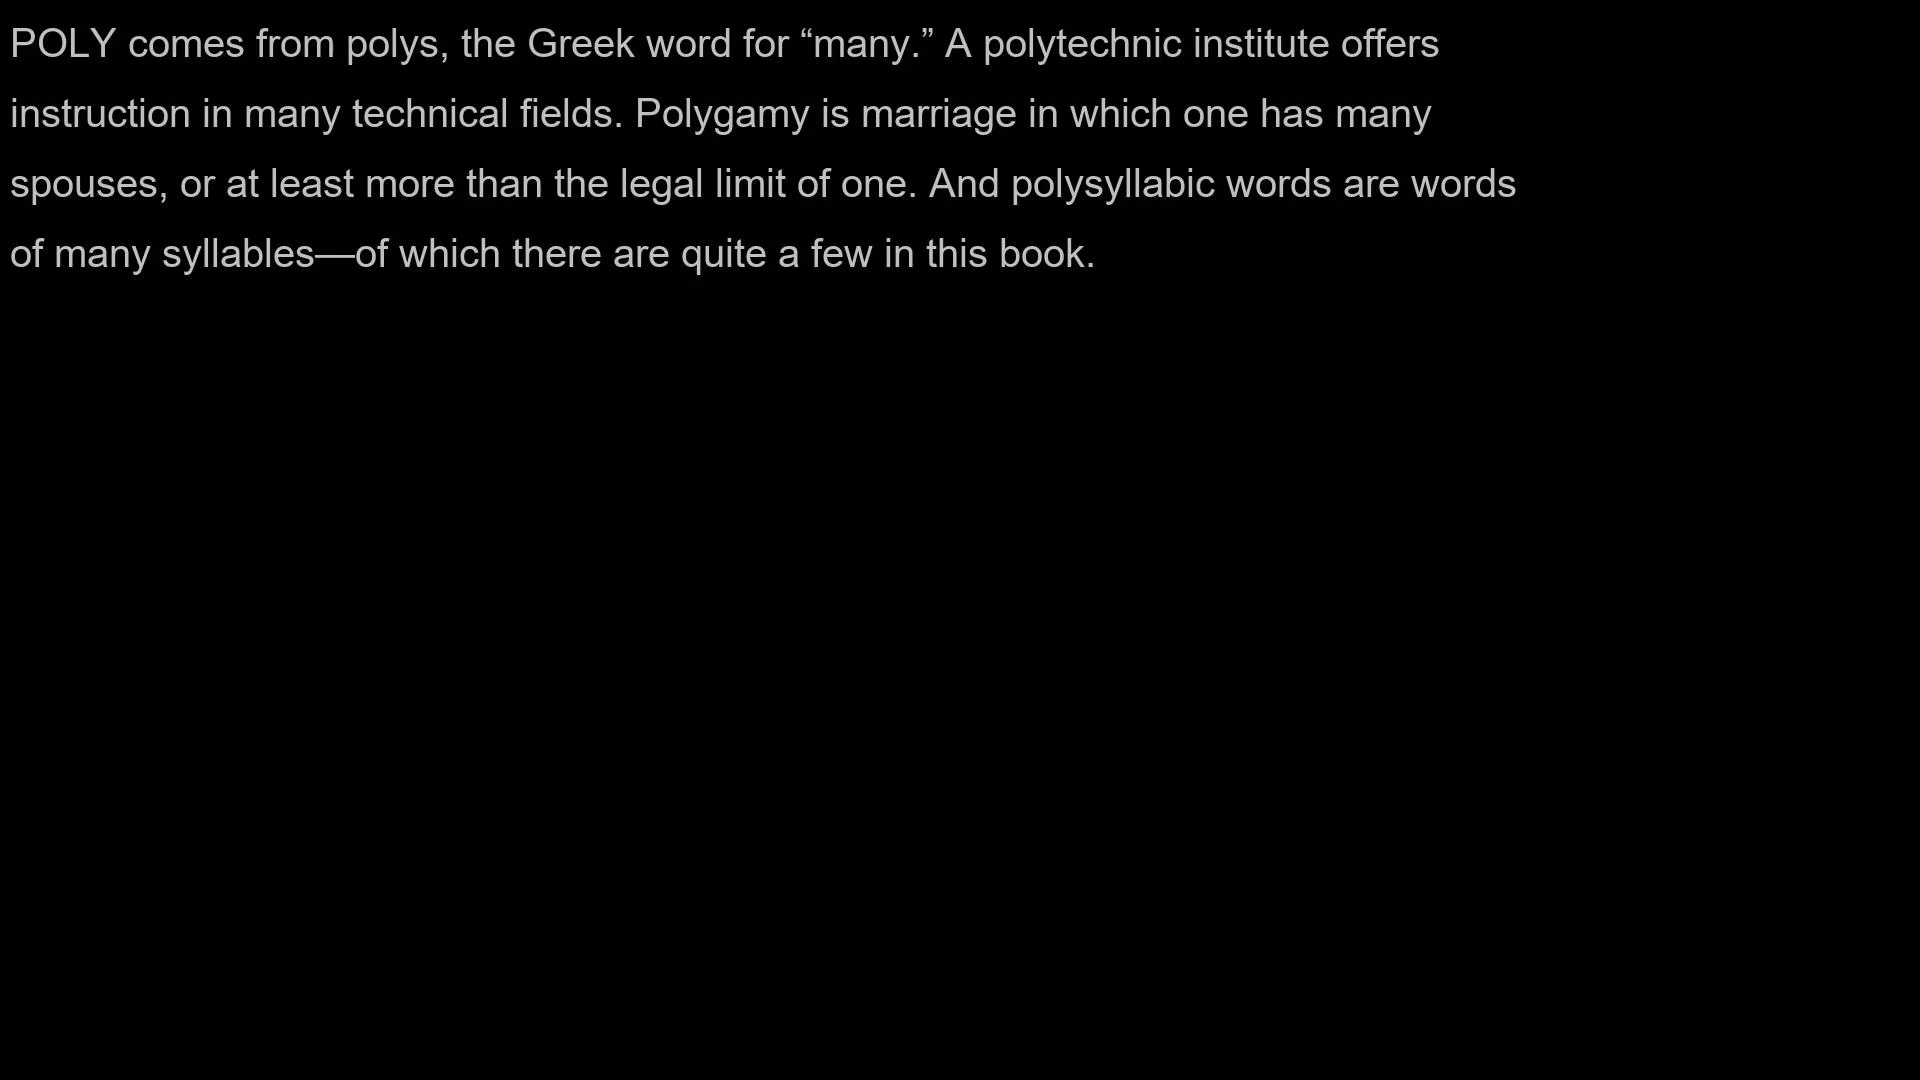 POLY comes from polys, the Greek word for “many.” A polytechnic institute offers
instruction in many technical fields. Polygamy is marriage in which one has many
spouses, or at least more than the legal limit of one. And polysyllabic words are words
of many syllables—of which there are quite a few in this book.